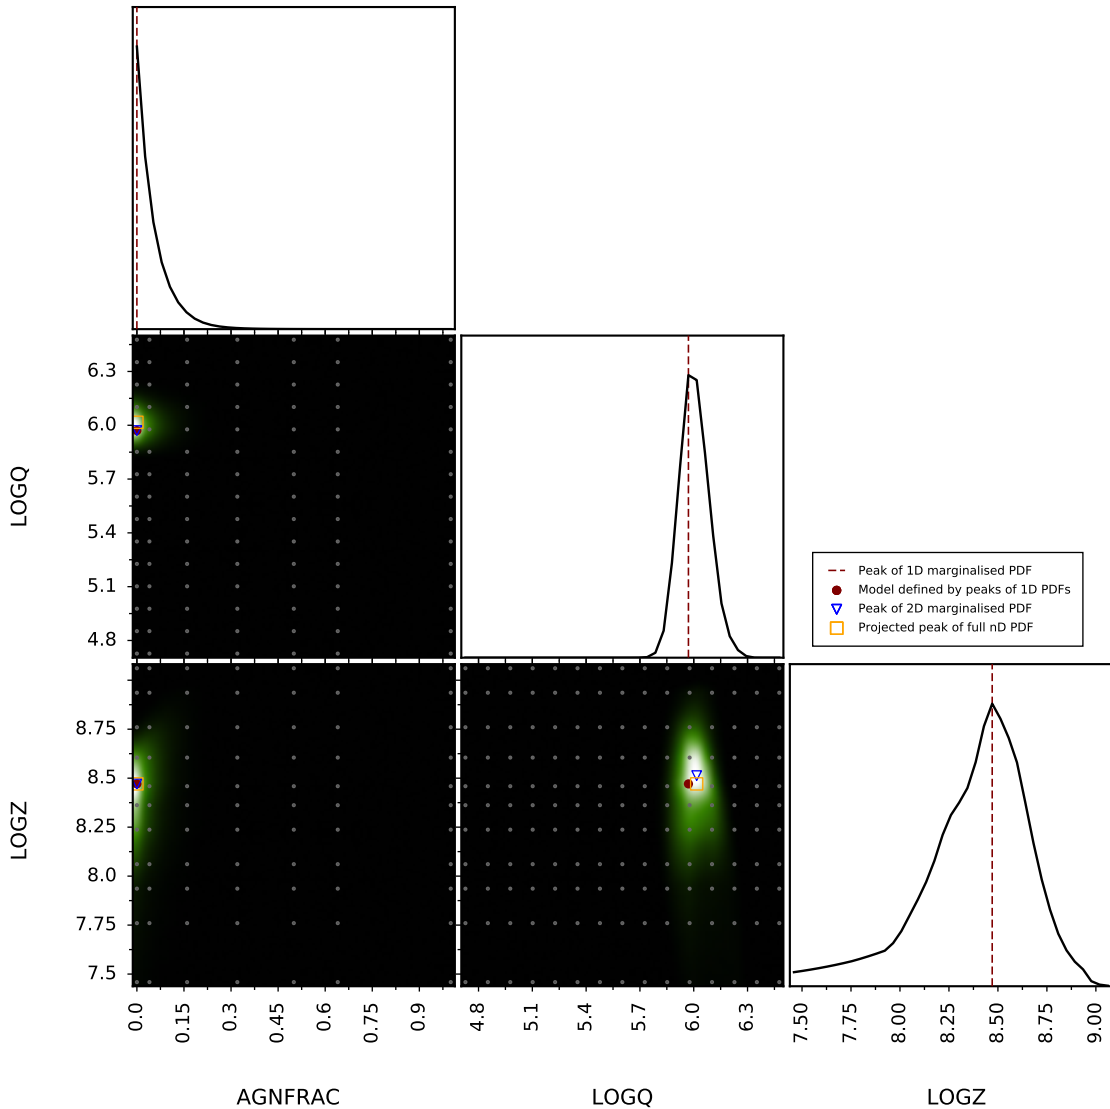 6.3
6.0
5.7
5.4
5.1
4.8
LOGQ
Peak of 1D marginalised PDF
Model defined by peaks of 1D PDFs
Peak of 2D marginalised PDF
Projected peak of full nD PDF
8.75
8.5
8.25
8.0
7.75
7.5
LOGZ
0.0 0.15 0.3 0.45 0.6 0.75 0.9
4.8 5.1 5.4 5.7 6.0 6.3
7.50 7.75 8.00 8.25 8.50 8.75 9.00
AGNFRAC
LOGQ
LOGZ